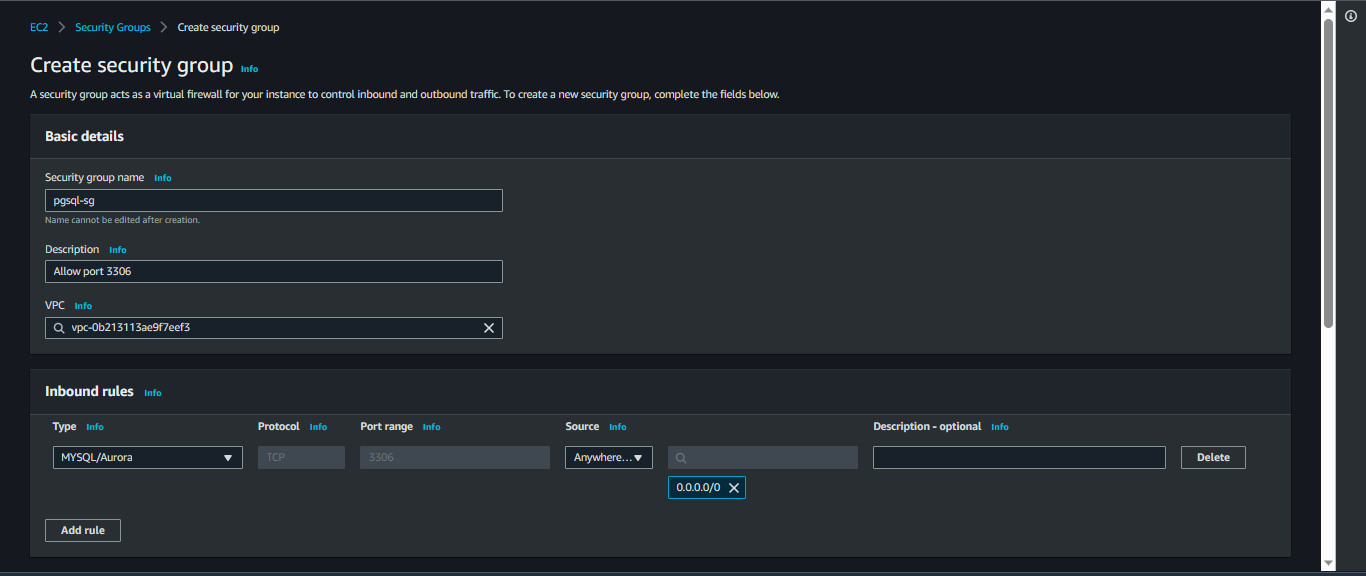 EC2 > Security Groups > Create security group
Create security group Info
A security group acts as a virtual firewall for your instance to control inbound and outbound traffic. To create a new security group, complete the fields below.
Basic details
Security group name Info
pgsql-sg
Name cannot be edited after creation.
Description Info
Allow port 3306
VPC Info
vpc-0b213113ae9f7eef3
Inbound rules Info
Type Info Protocol Info Port range Info Source Info Description - optional Info
MYSQL/Aurora TCP 3306 Anywhere... Delete
0.0.0.0/0
Add rule